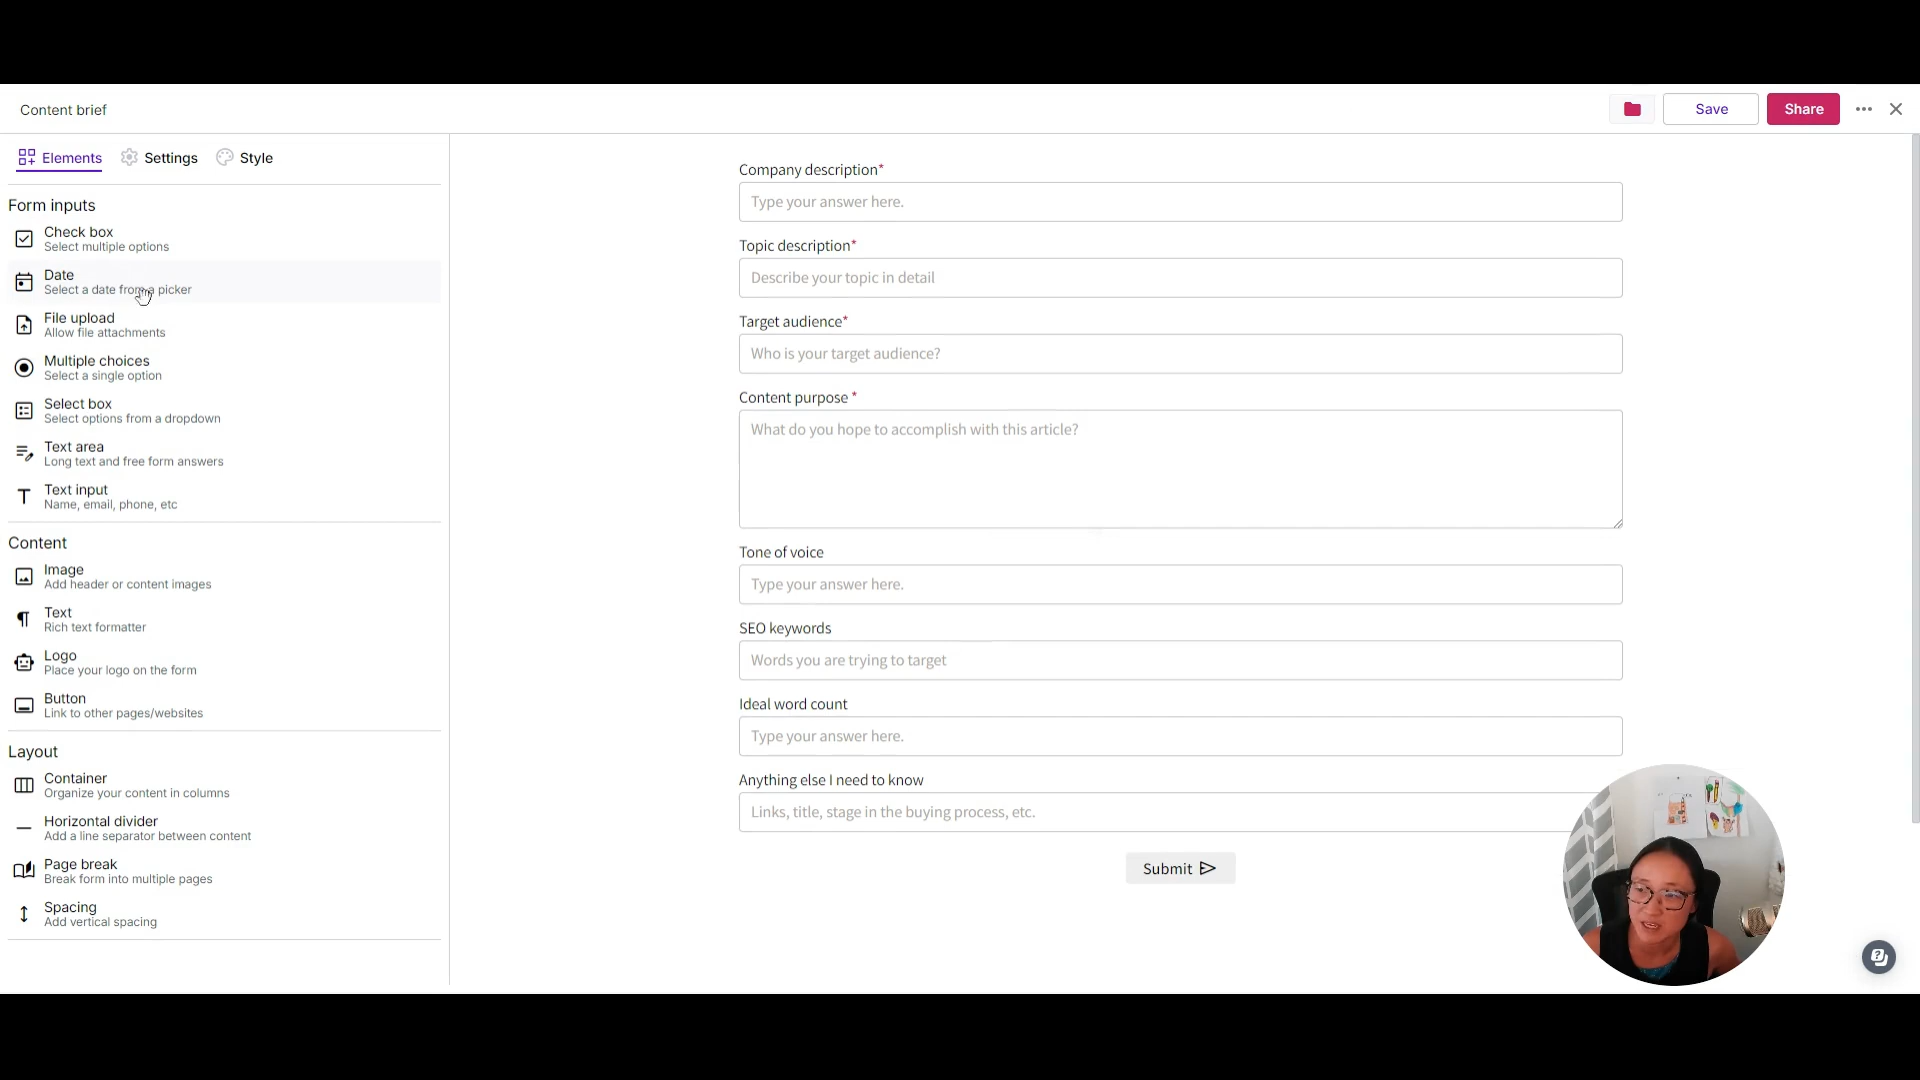 Content brief
Save
Share
Elements
Settings
Style
Form inputs
Check box
Select multiple options
Date
Select a date from a picker
File upload
Allow file attachments
Multiple choices
Select a single option
Select box
Select options from a dropdown
Text area
Long text and free form answers
Text input
Name, email, phone, etc
Content
Image
Add header or content images
Text
Rich text formatter
Logo
Place your logo on the form
Button
Link to other pages/websites
Layout
Container
Organize your content in columns
Horizontal divider
Add a line separator between content
Page break
Break form into multiple pages
Spacing
Add vertical spacing
Company description*
Type your answer here.
Topic description*
Describe your topic in detail
Target audience*
Who is your target audience?
Content purpose *
What do you hope to accomplish with this article?
Tone of voice
Type your answer here.
SEO keywords
Words you are trying to target
Ideal word count
Type your answer here.
Anything else I need to know
Links, title, stage in the buying process, etc.
Submit